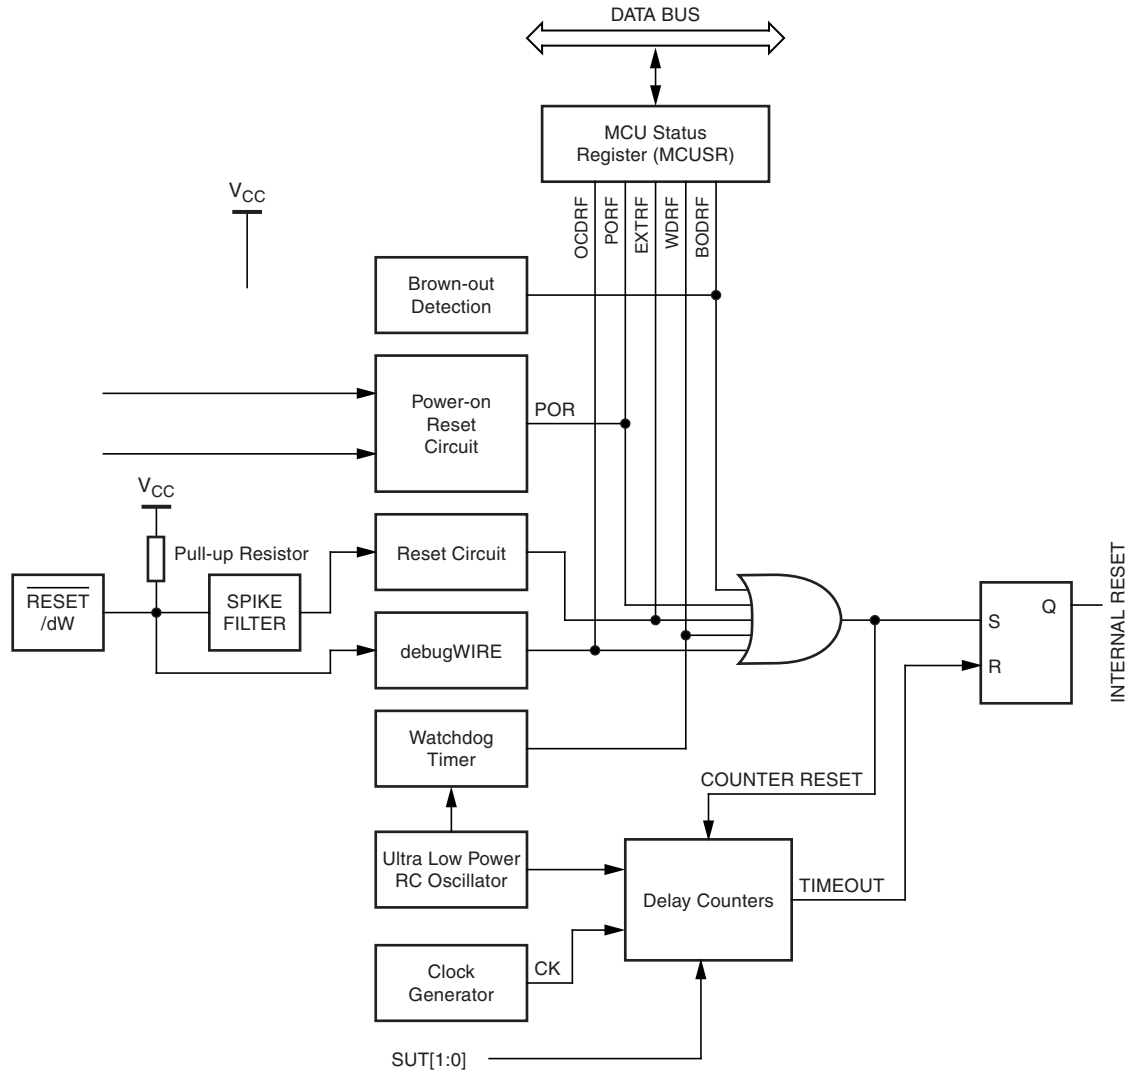 DATA BUS
MCU Status
Register (MCUSR)
VCC
OCDRF
PORF
EXTRF
WDRF
BODRF
Brown-out
Detection
Power-on
Reset
Circuit
POR
VCC
Pull-up Resistor
Reset Circuit
RESET
/dW
SPIKE
FILTER
debugWIRE
S
R
Q
INTERNAL RESET
Watchdog
Timer
COUNTER RESET
Ultra Low Power
RC Oscillator
Delay Counters
TIMEOUT
Clock
Generator
CK
SUT[1:0]